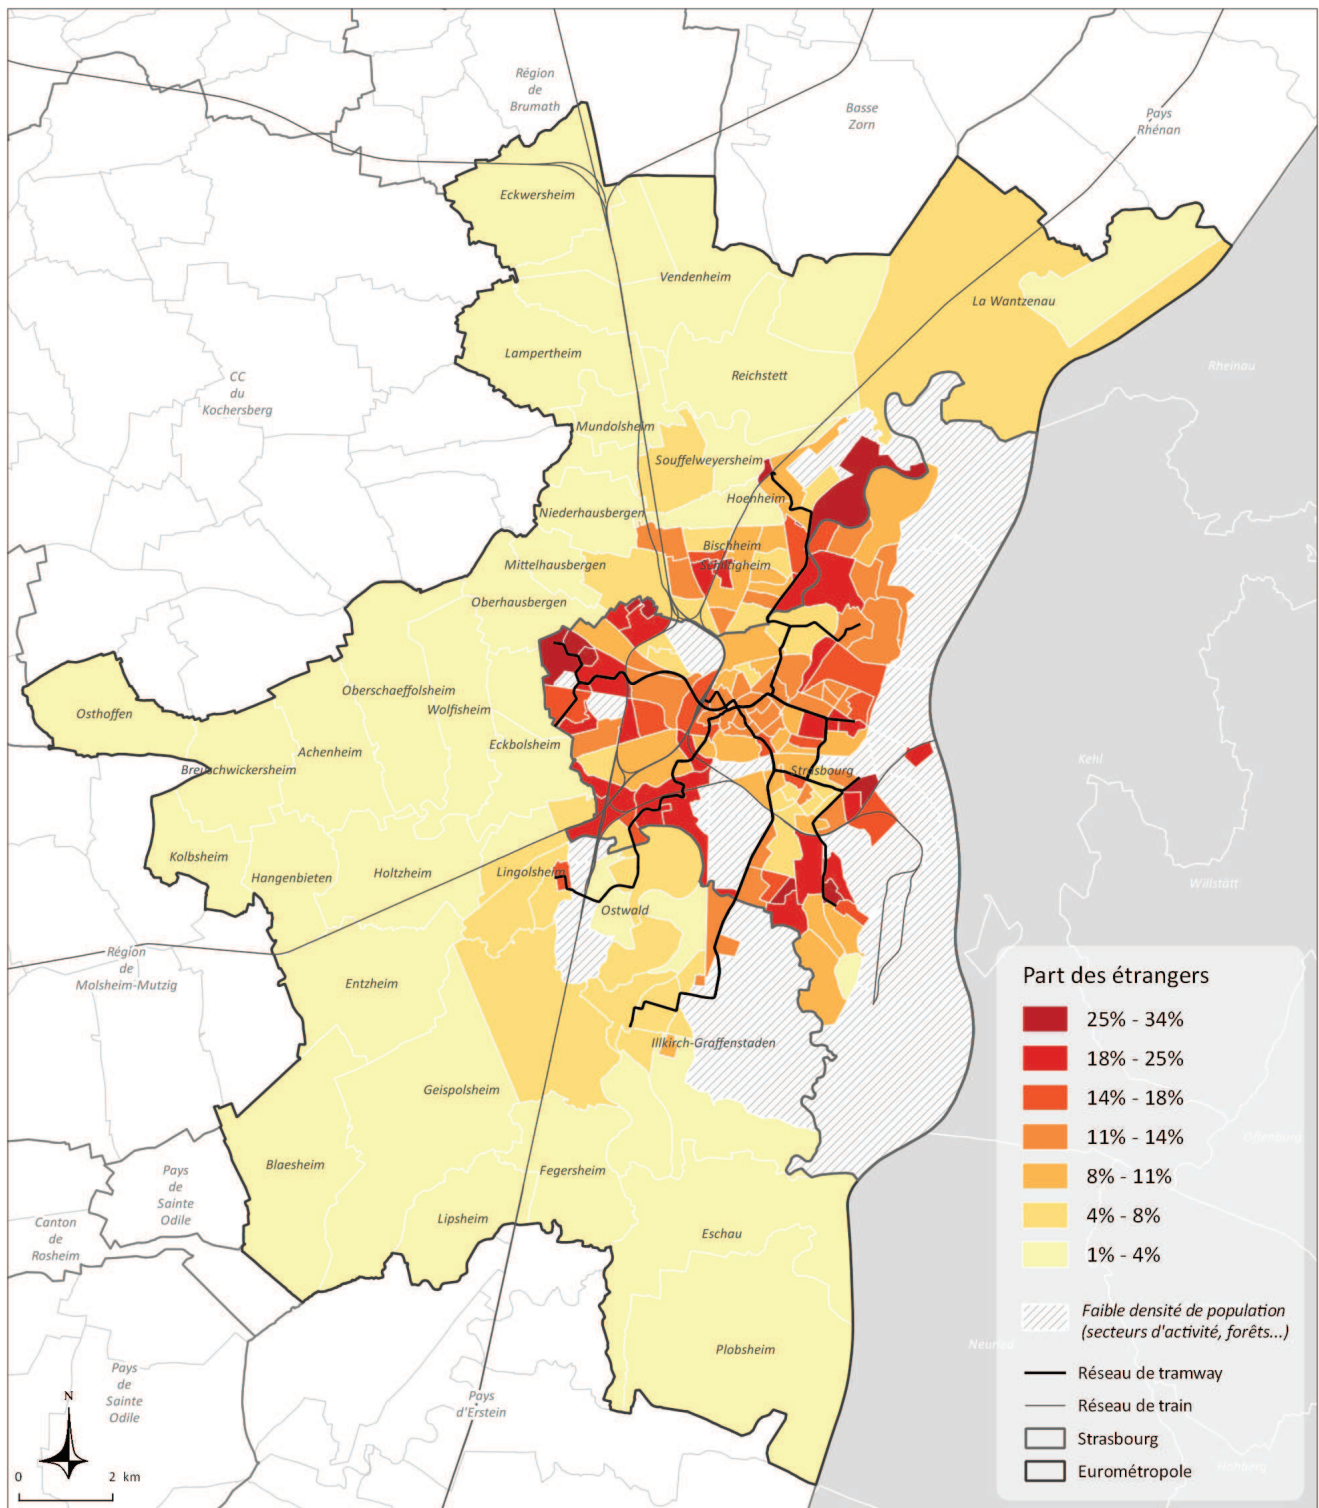 Région
de
Brumath
Basse
Zorn
Pays
Rhénan
Eckwersheim
Vendenheim
La Wantzenau
Lampertheim
Reichstett
Rheinau
CC
du
Kochersberg
Mundolsheim
Souffelweyersheim
Hoenheim
Niederhausbergen
Bischheim
Schiltigheim
Mittelhausbergen
Oberhausbergen
Oberschaeffolsheim
Wolfisheim
Osthoffen
Achenheim
Eckbolsheim
Breuschwickersheim
Strasbourg
Kehl
Kolbsheim
Hangenbieten
Holtzheim
Lingolsheim
Willstätt
Ostwald
Région
de
Molsheim-Mutzig
Entzheim
Illkirch-Graffenstaden
Geispolsheim
Blaesheim
Fegersheim
Pays
de
Sainte
Odile
Canton
de
Rosheim
Lipsheim
Eschau
Plobsheim
Pays
de
Sainte
Odile
Pays
d'Erstein
Offenburg
Neuried
Hohberg
Part des étrangers
25% - 34%
18% - 25%
14% - 18%
11% - 14%
8% - 11%
4% - 8%
1% - 4%
Faible densité de population
(secteurs d'activité, forêts...)
Réseau de tramway
Réseau de train
Strasbourg
Eurométropole
N
0 2 km